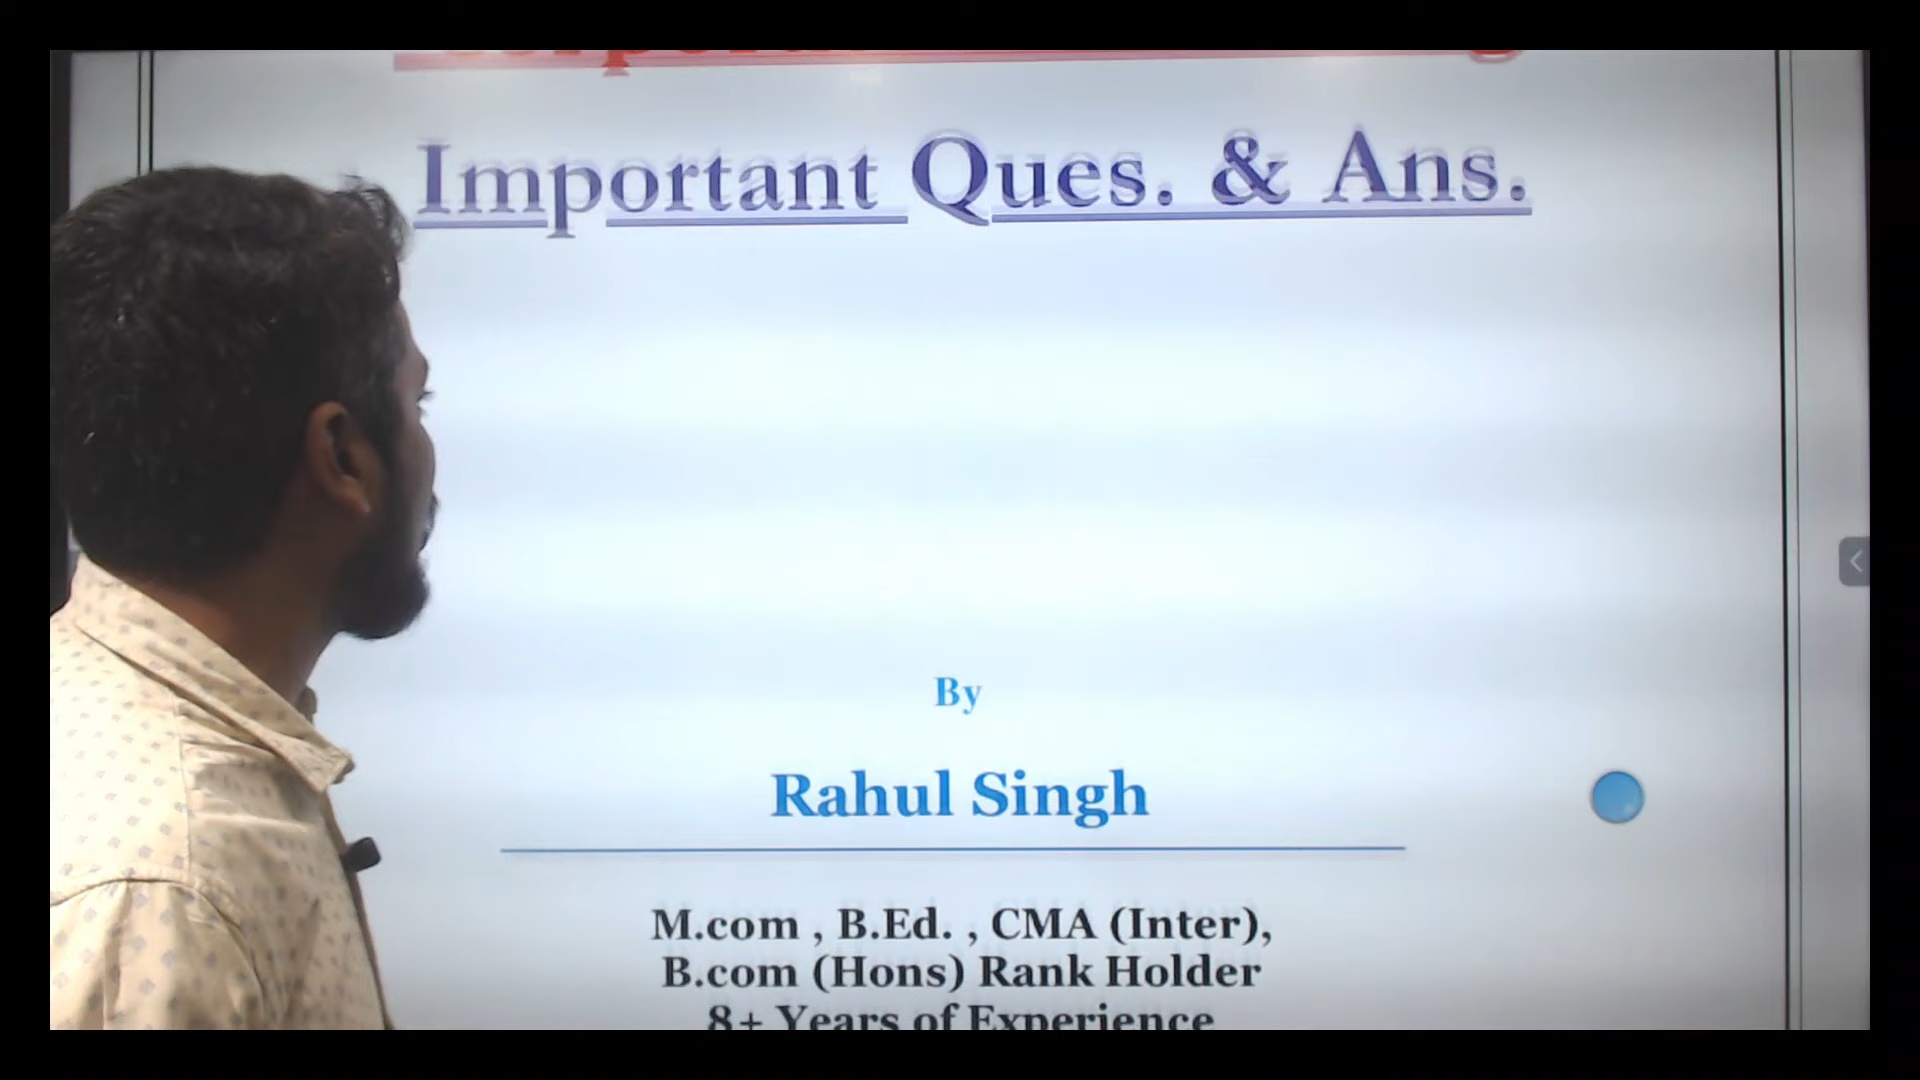 Important Ques. & Ans.
By
Rahul Singh
M.com , B.Ed. , CMA (Inter),
B.com (Hons) Rank Holder
8+ Years of Experience